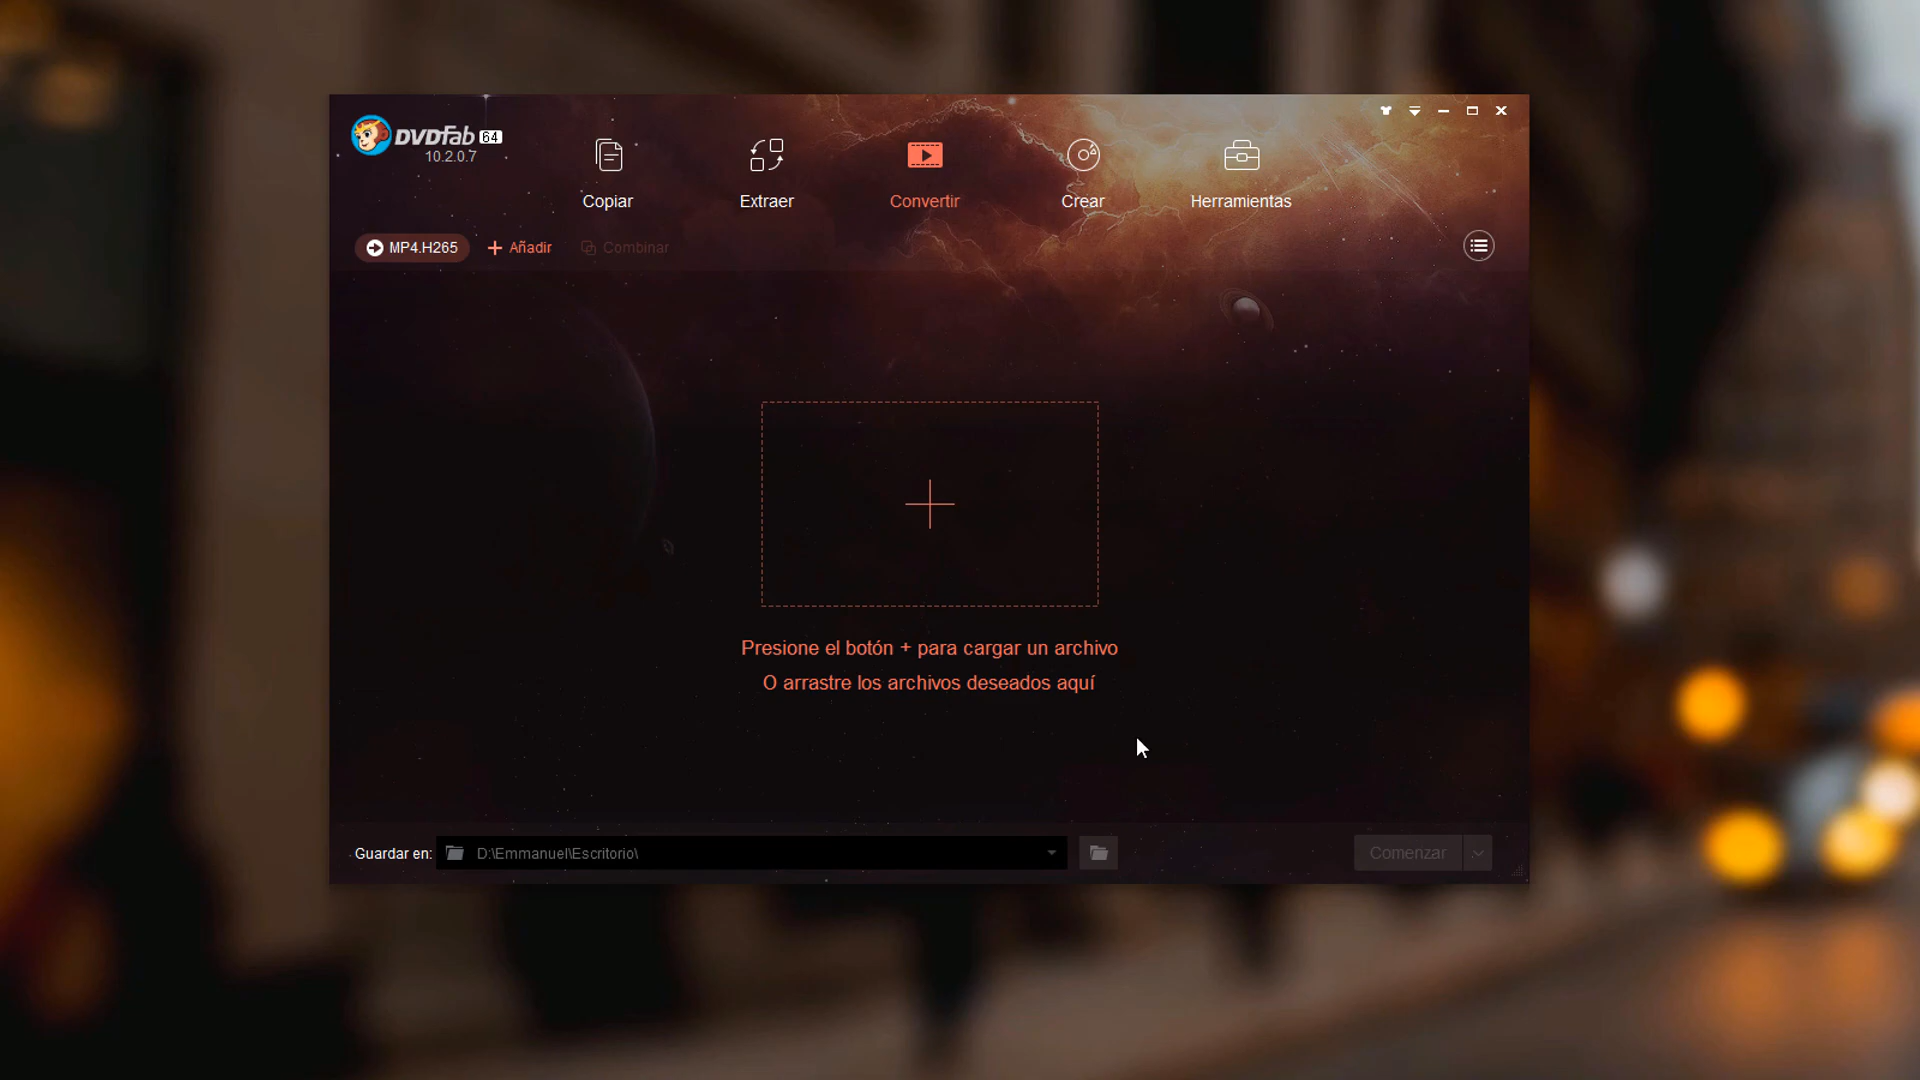 DVDFab 64
10.2.0.7
Copiar
Extraer
Convertir
Crear
Herramientas
MP4.H265
Añadir
Combinar
Presione el botón + para cargar un archivo
O arrastre los archivos deseados aquí
Guardar en:
D:\Emmanuel\Escritorio\
Comenzar